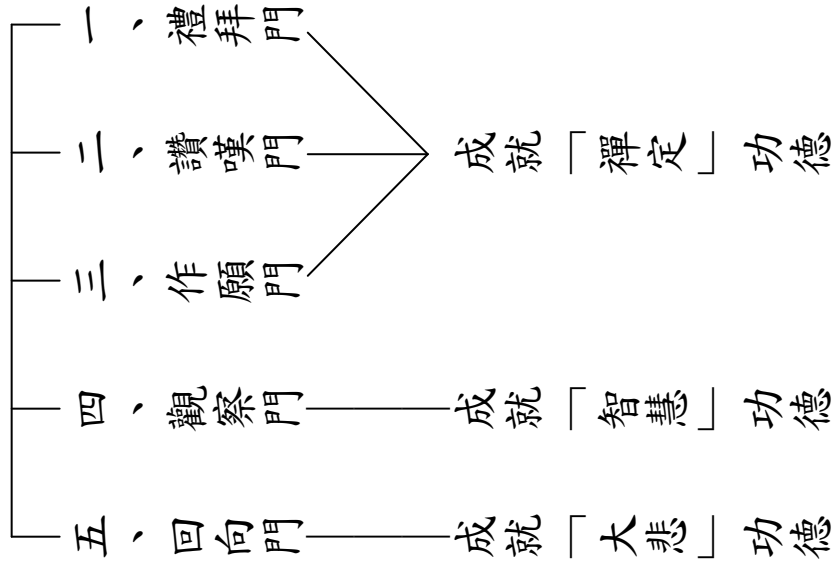 一、禮拜門
二、讚嘆門
三、作願門
成就「禪定」功德
四、觀察門
成就「智慧」功德
五、回向門
成就「大悲」功德